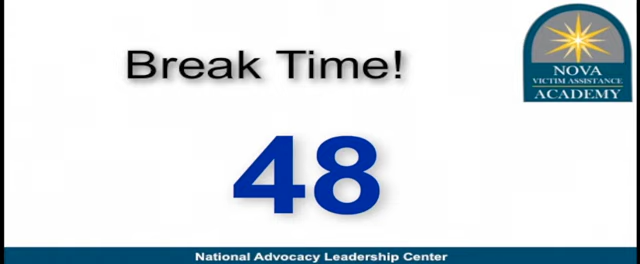 Break Time!
NOVA
VICTIM ASSISTANCE
ACADEMY
48
National Advocacy Leadership Center